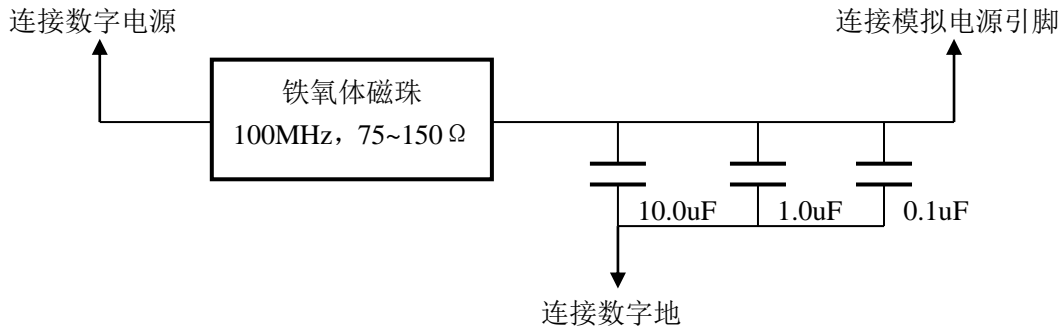 连接数字电源
连接模拟电源引脚
铁氧体磁珠
100MHz，75~150Ω
10.0uF
1.0uF
0.1uF
连接数字地